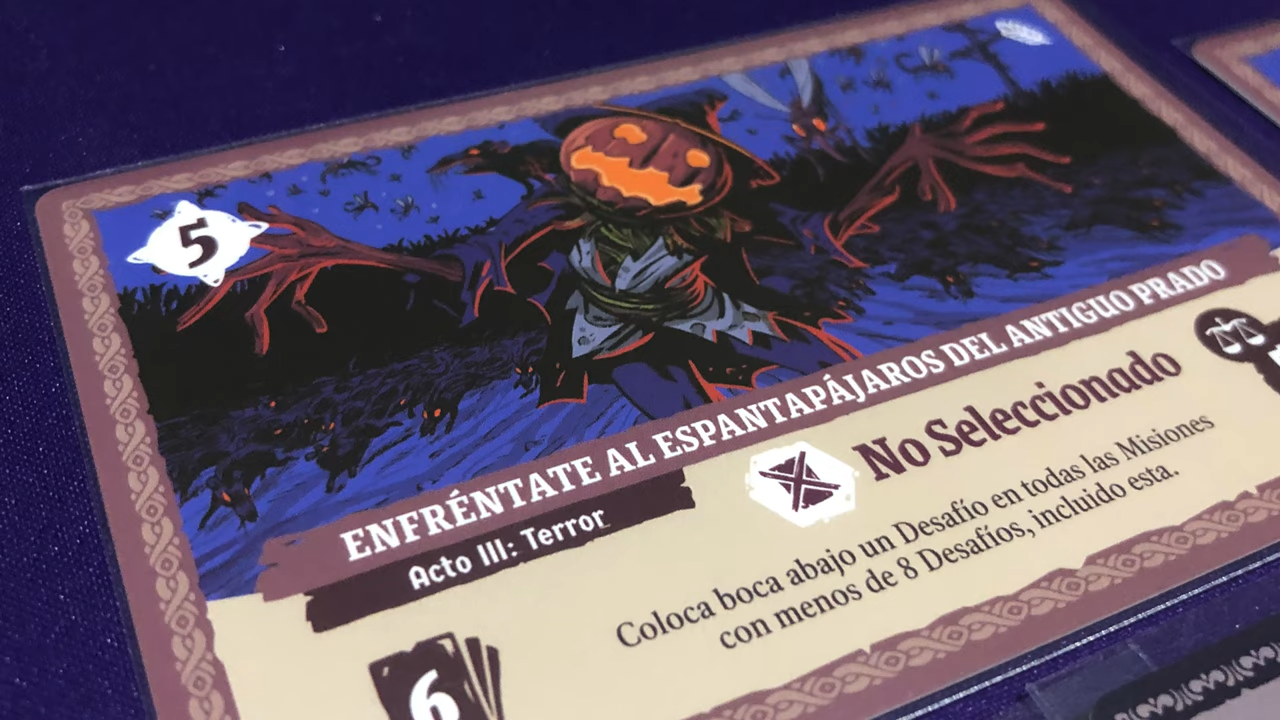 5
ENFRÉNTATE AL ESPANTAPÁJAROS DEL ANTIGUO PRADO
Acto III: Terror
No Seleccionado
Coloca boca abajo un Desafío en todas las Misiones
con menos de 8 Desafíos, incluido esta.
6